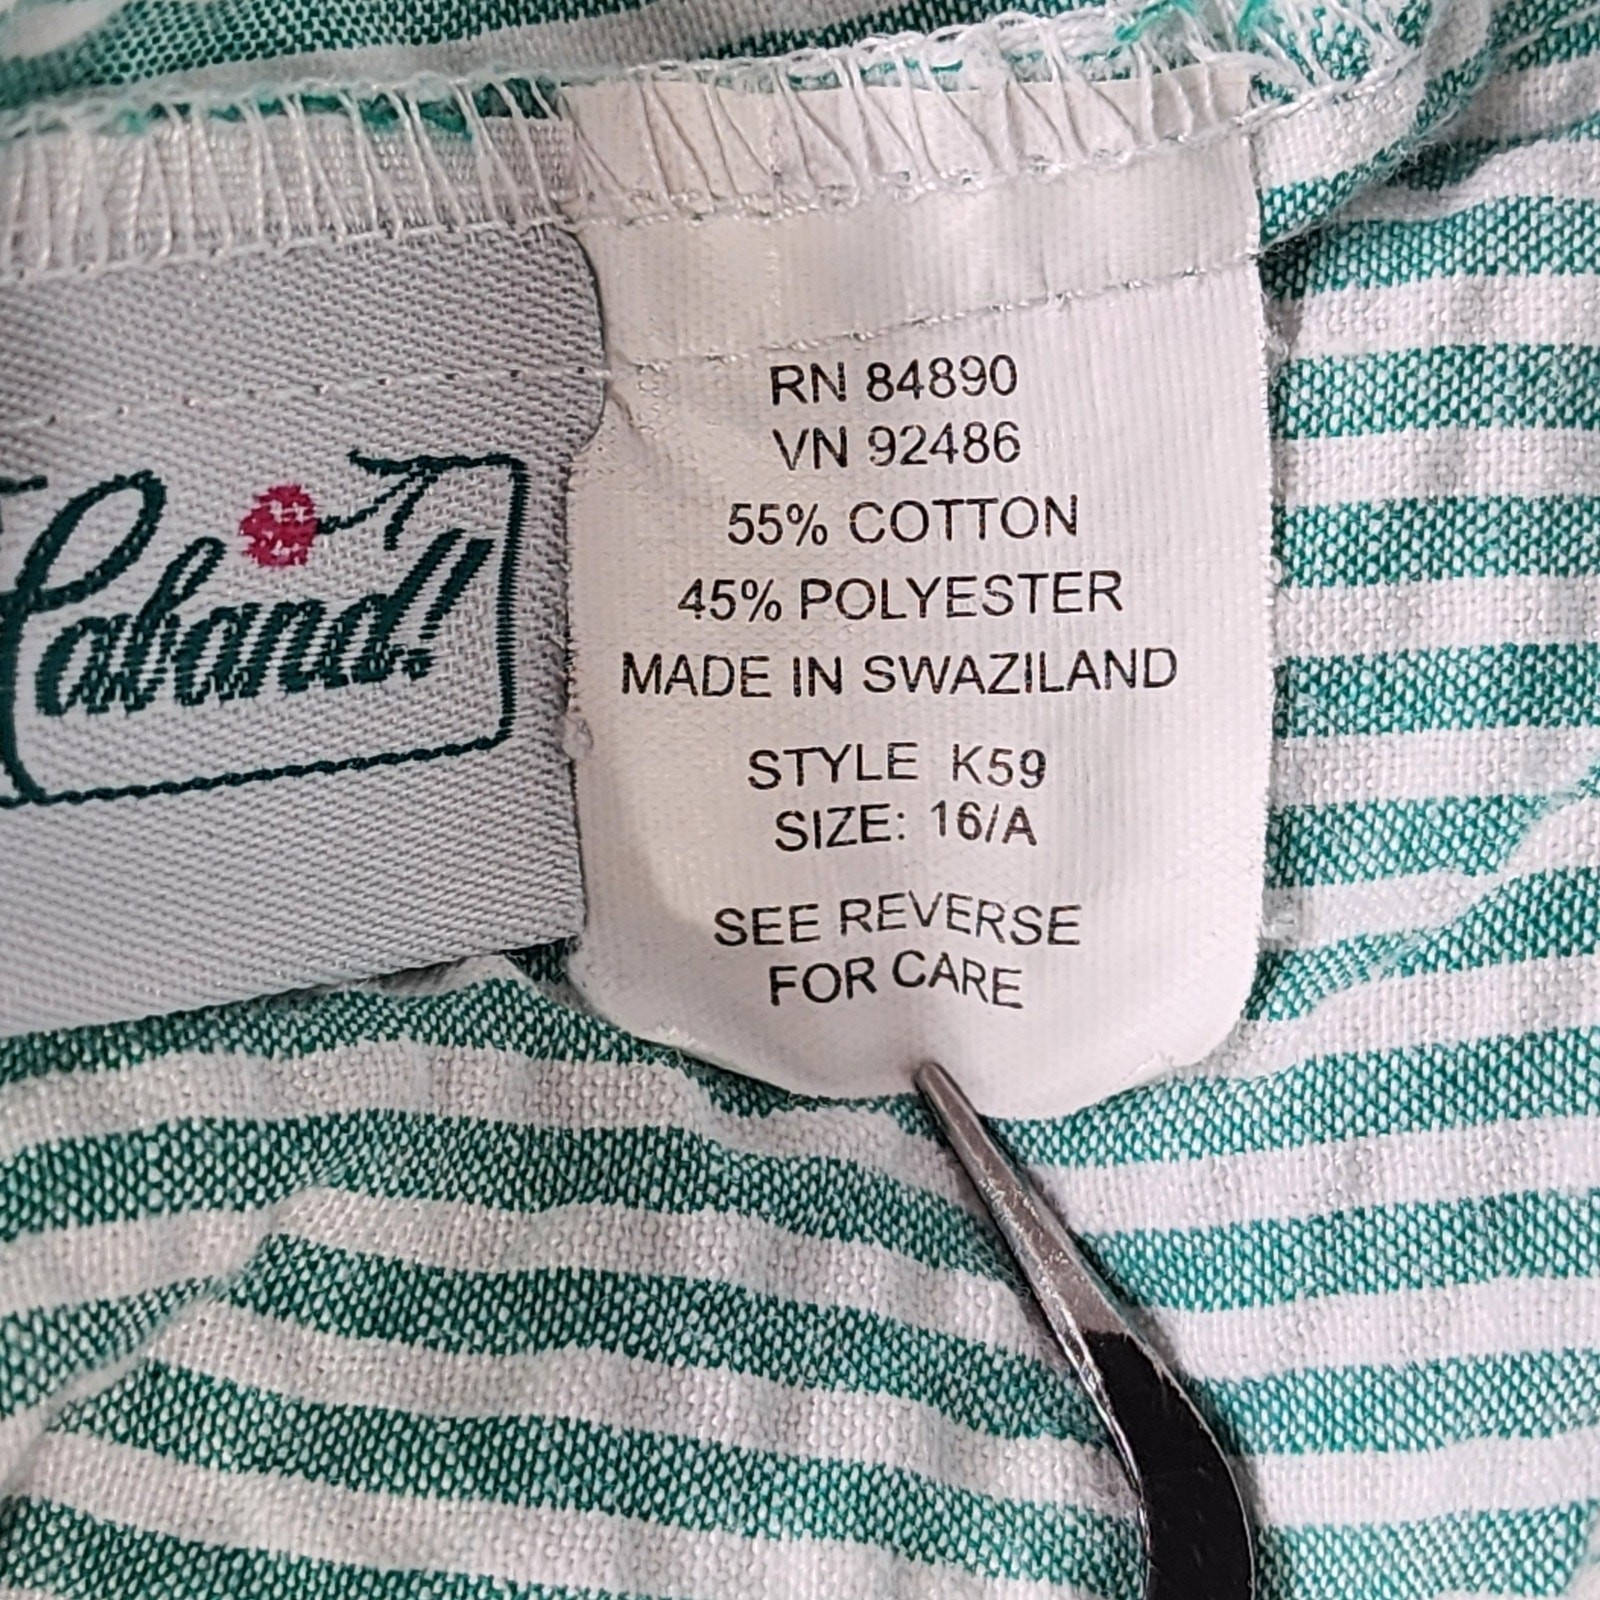 Caband!!
RN 84890
VN 92486
55% COTTON
45% POLYESTER
MADE IN SWAZILAND
STYLE K59
SIZE: 16/A
SEE REVERSE
FOR CARE